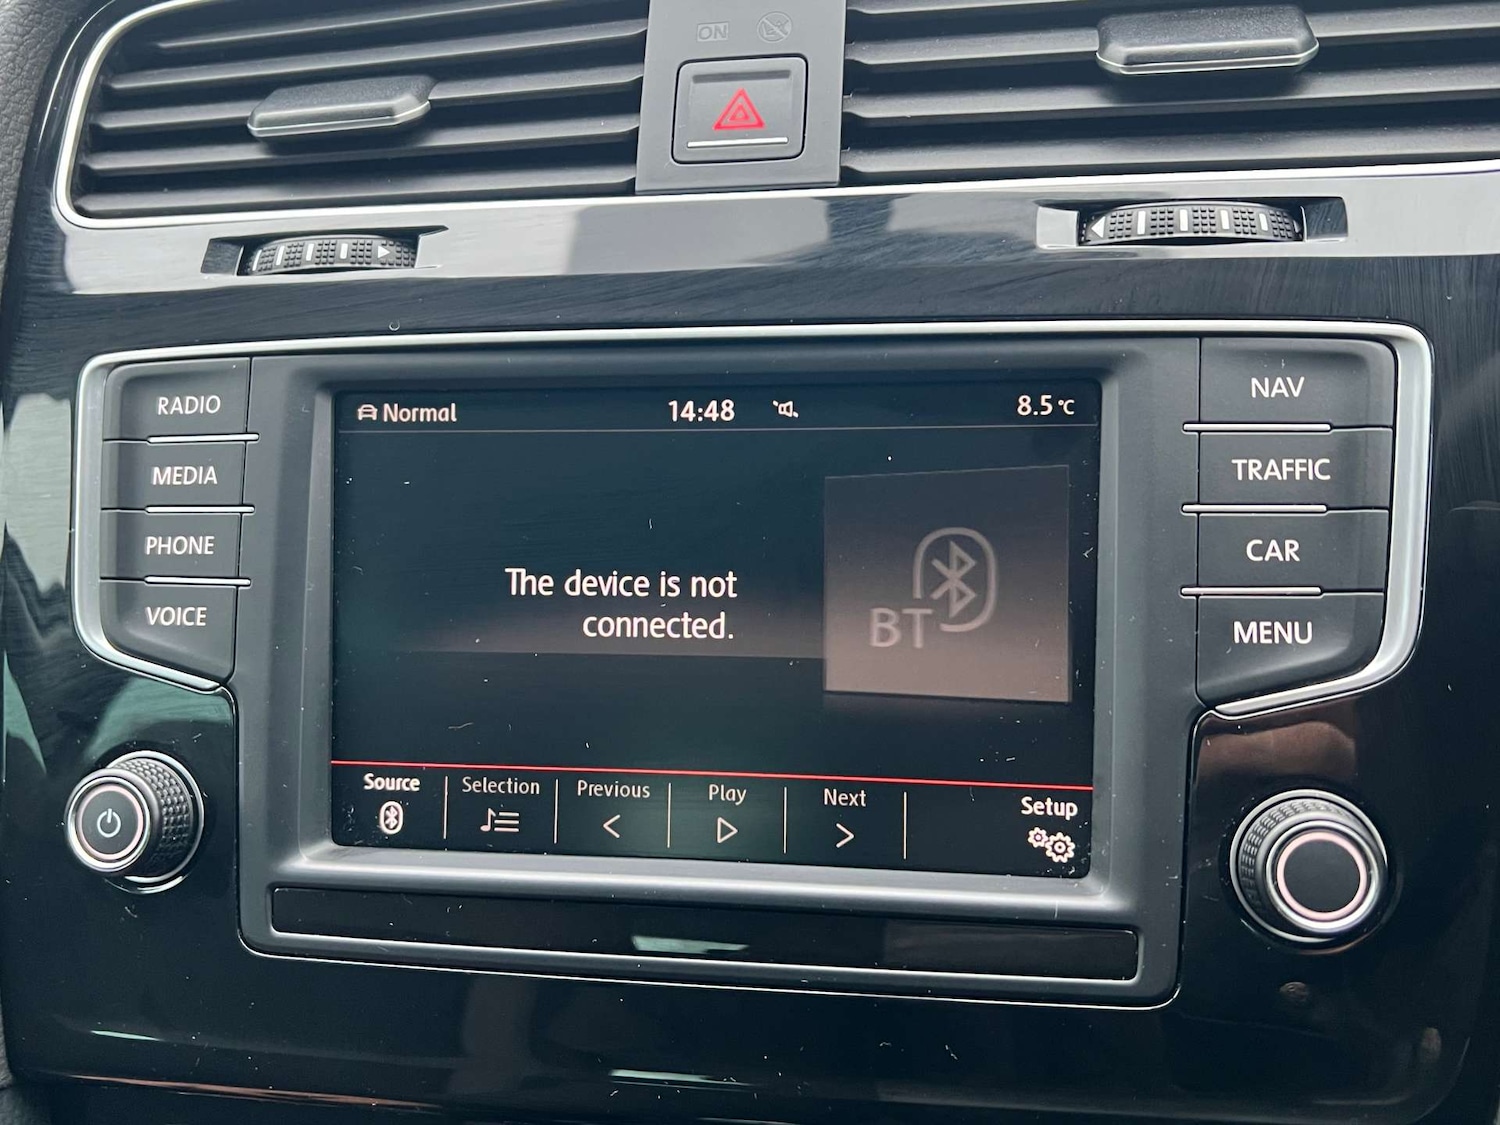 ON
RADIO
MEDIA
PHONE
VOICE
Normal
14:48
8.5 °C
The device is not
connected.
BT
Source
Selection
Previous
Play
Next
Setup
NAV
TRAFFIC
CAR
MENU